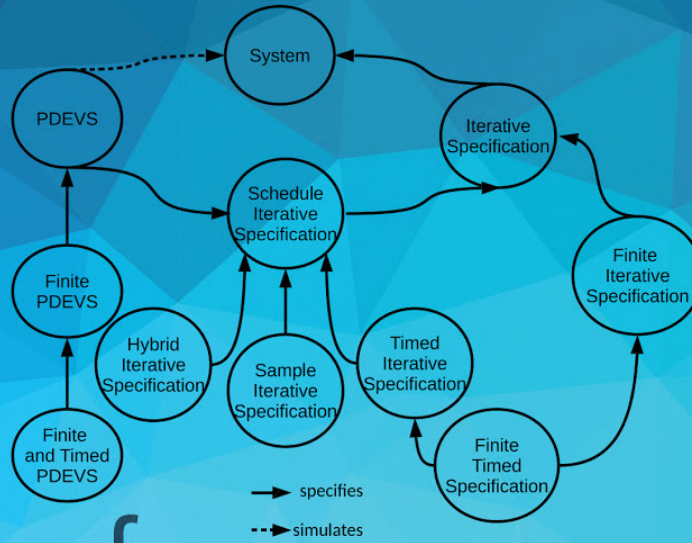 System
PDEVS
Iterative
Specification
Schedule
Iterative
Specification
Finite
Iterative
Specification
Finite
PDEVS
Hybrid
Iterative
Specification
Sample
Iterative
Specification
Timed
Iterative
Specification
Finite
and Timed
PDEVS
Finite
Timed
Specification
specifies
simulates